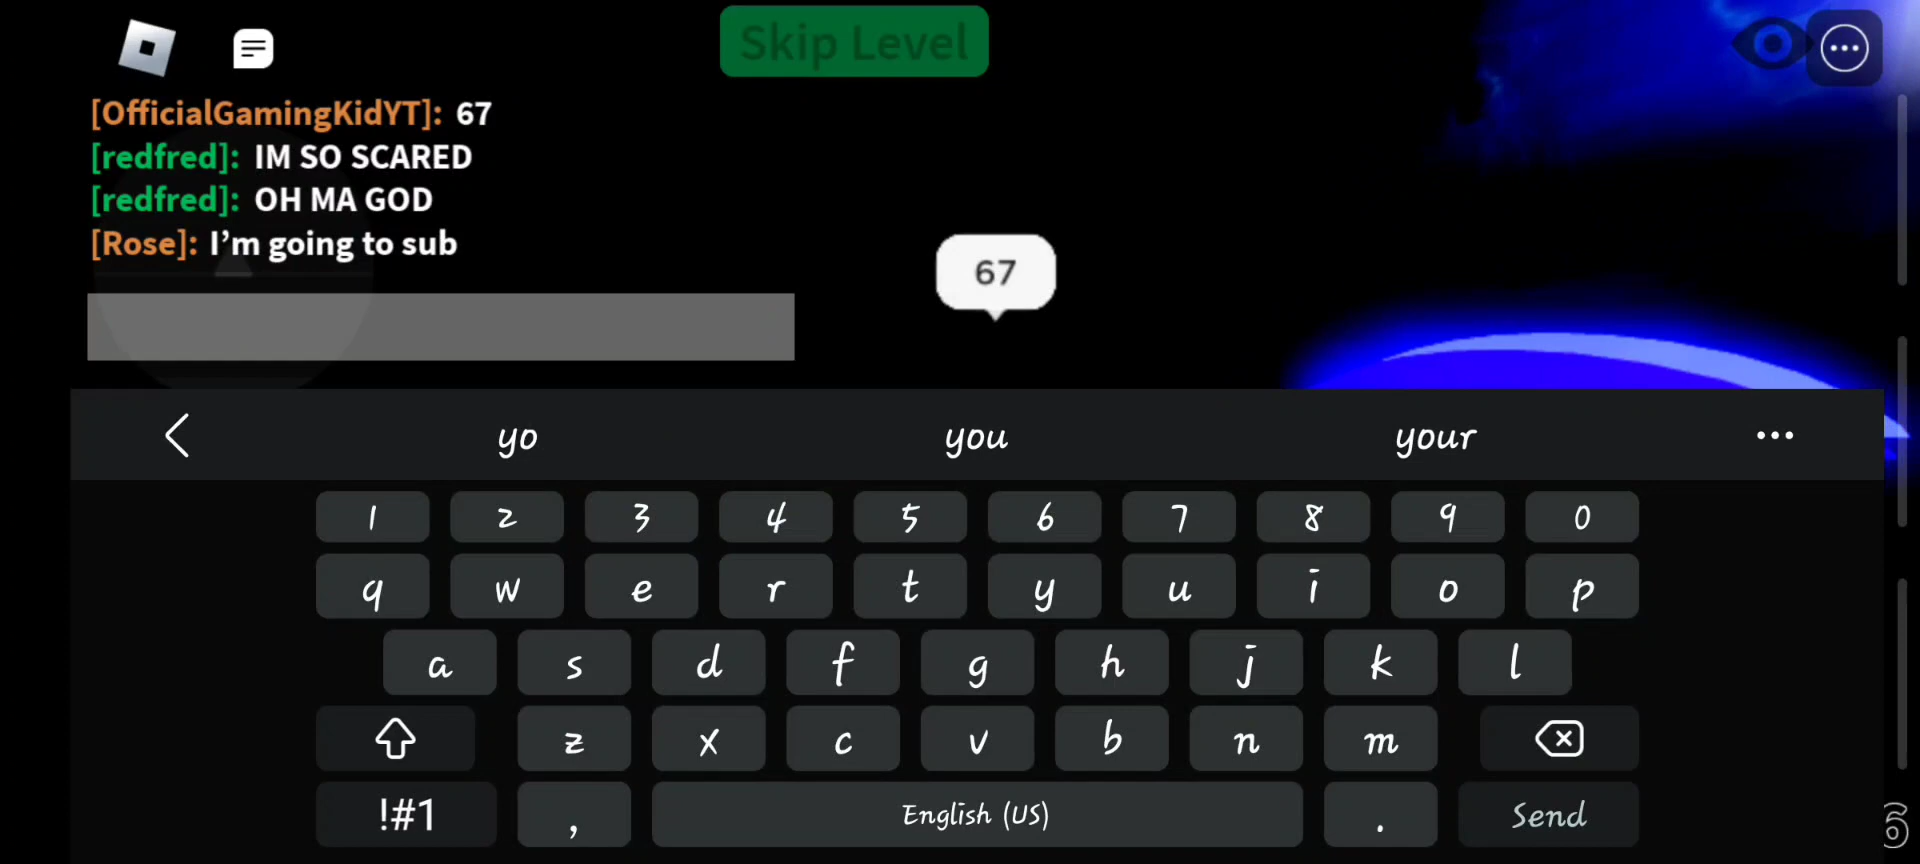 Skip Level
[OfficialGamingKidYT]: 67
[redfred]: IM SO SCARED
[redfred]: OH MA GOD
[Rose]: I’m going to sub
67
yo you your
1 2 3 4 5 6 7 8 9 0
q w e r t y u i o p
a s d f g h j k l
z x c v b n m
!#1 , English (US) . Send
6